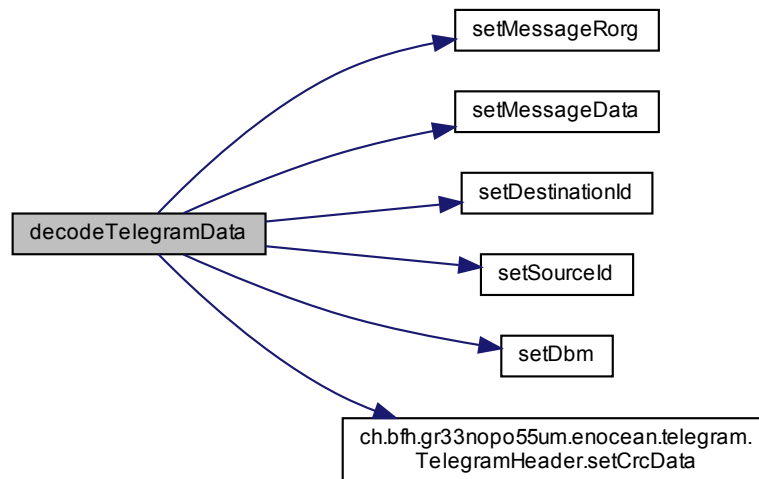 setMessageRorg
setMessageData
setDestinationId
decodeTelegramData
setSourceId
setDbm
ch.bfh.gr33nopo55um.enocean.telegram.
TelegramHeader.setCrcData